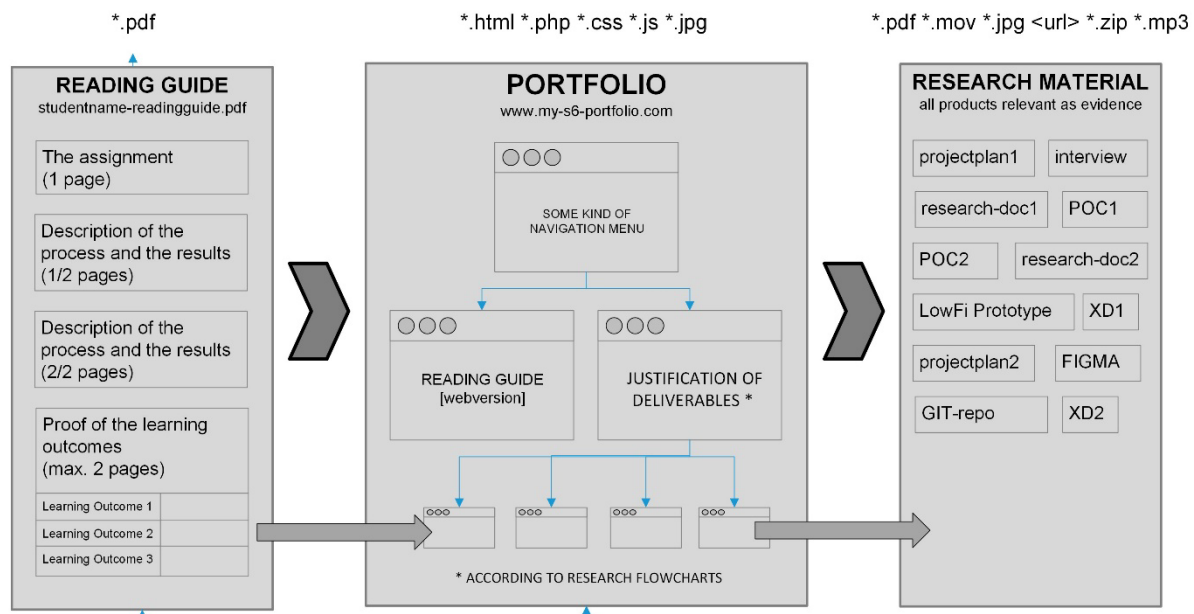 *.pdf
READING GUIDE
studentname-readingguide.pdf
The assignment
(1 page)
Description of the
process and the results
(1/2 pages)
Description of the
process and the results
(2/2 pages)
Proof of the learning
outcomes
(max. 2 pages)
Learning Outcome 1
Learning Outcome 2
Learning Outcome 3
*.html *.php *.css *.js *.jpg
PORTFOLIO
www.my-s6-portfolio.com
SOME KIND OF
NAVIGATION MENU
READING GUIDE
[webversion]
JUSTIFICATION OF
DELIVERABLES *
* ACCORDING TO RESEARCH FLOWCHARTS
*.pdf *.mov *.jpg <url> *.zip *.mp3
RESEARCH MATERIAL
all products relevant as evidence
projectplan1 interview
research-doc1 POC1
POC2 research-doc2
LowFi Prototype XD1
projectplan2 FIGMA
GIT-repo XD2